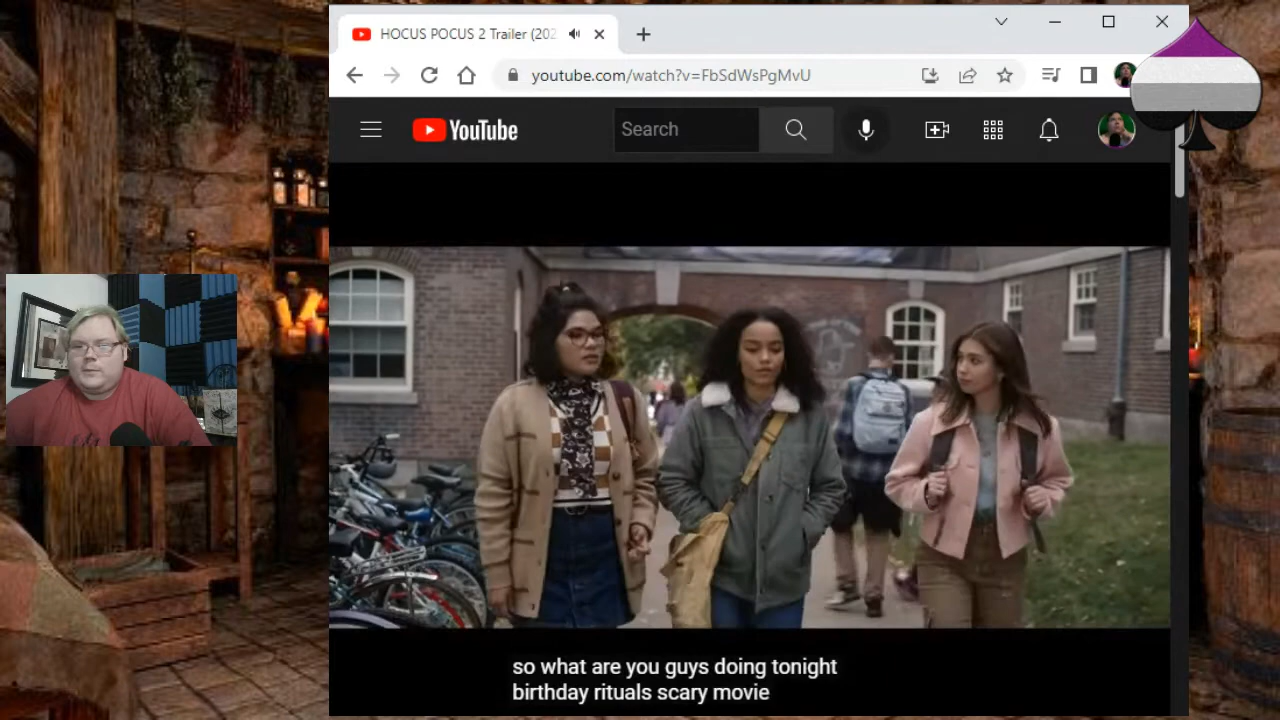 HOCUS POCUS 2 Trailer (202
youtube.com/watch?v=FbSdWsPgMvU
YouTube
Search
so what are you guys doing tonight
birthday rituals scary movie